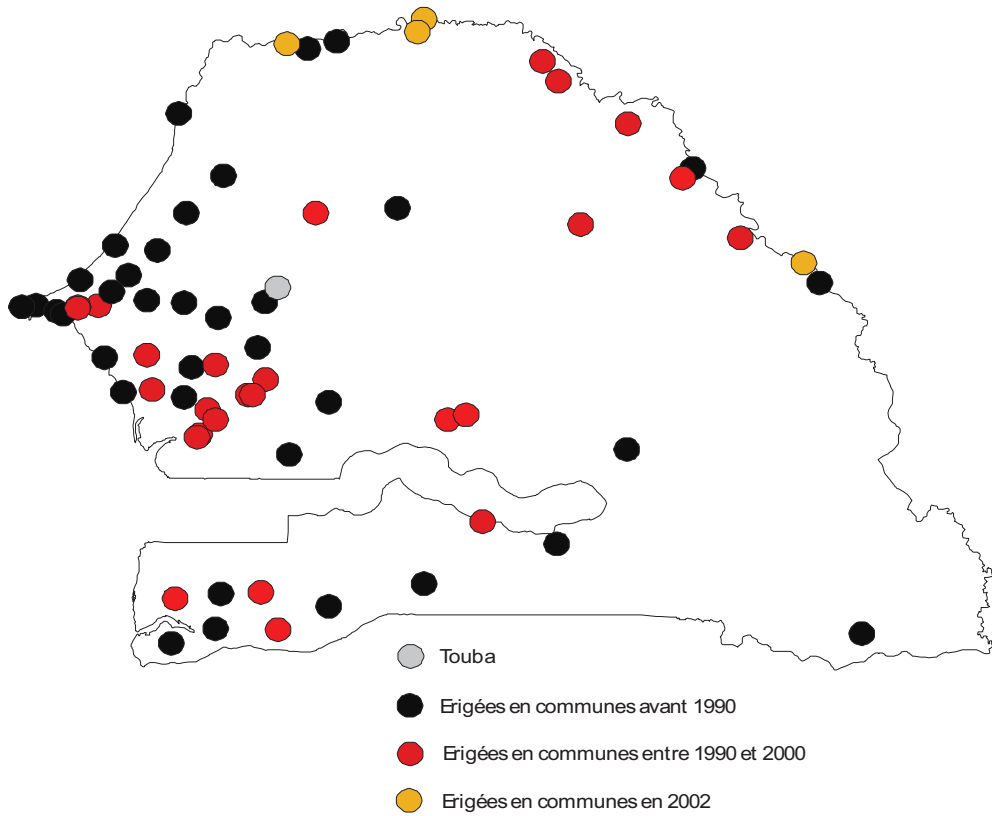 Touba
Erigées en communes avant 1990
Erigées en communes entre 1990 et 2000
Erigées en communes en 2002